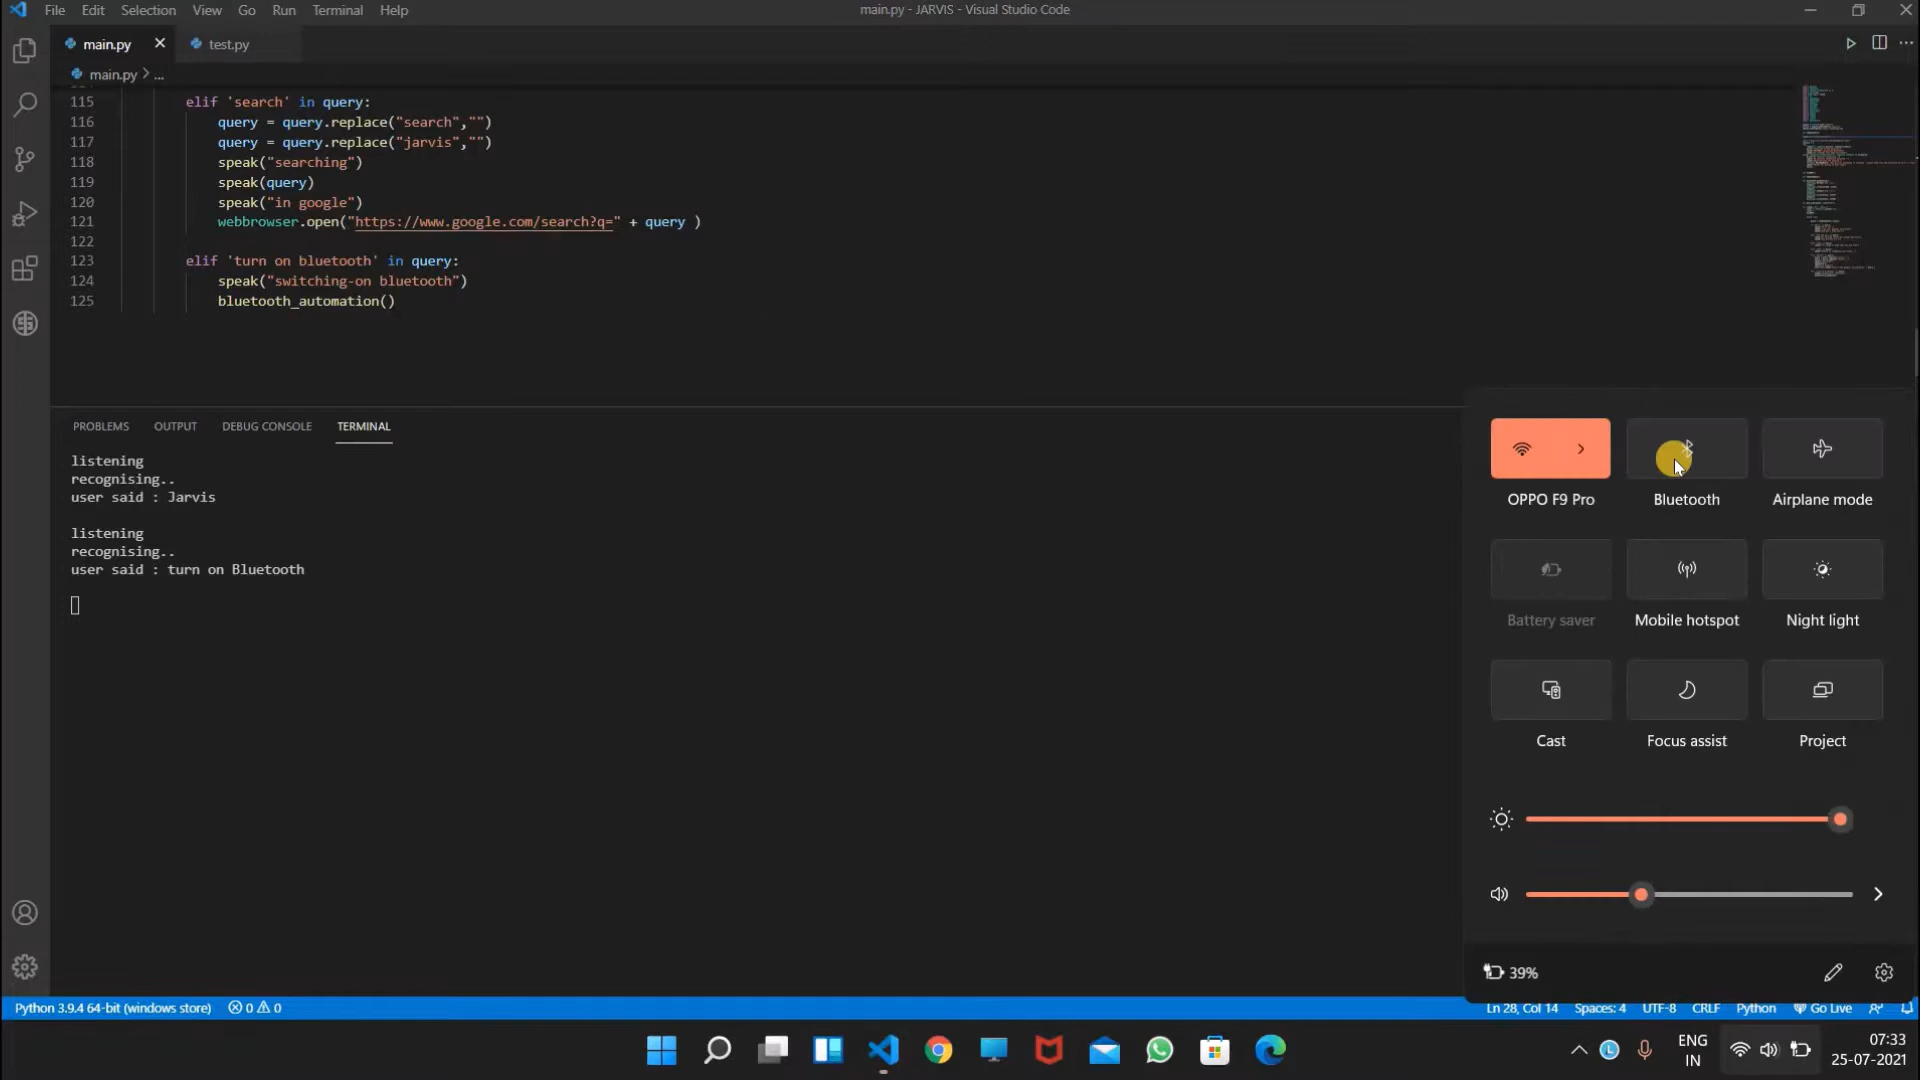 File Edit Selection View Go Run Terminal Help
main.py - JARVIS - Visual Studio Code
main.py
test.py
main.py > ...
115 elif 'search' in query:
116 query = query.replace("search","")
117 query = query.replace("jarvis","")
118 speak("searching")
119 speak(query)
120 speak("in google")
121 webbrowser.open("https://www.google.com/search?q=" + query )
122
123 elif 'turn on bluetooth' in query:
124 speak("switching-on bluetooth")
125 bluetooth_automation()
PROBLEMS OUTPUT DEBUG CONSOLE TERMINAL
listening
recognising..
user said : Jarvis
listening
recognising..
user said : turn on Bluetooth
OPPO F9 Pro Bluetooth Airplane mode
Battery saver Mobile hotspot Night light
Cast Focus assist Project
39%
Python 3.9.4 64-bit (windows store) 0 0
Ln 28, Col 14 Spaces: 4 UTF-8 CRLF Python Go Live
ENG
IN
07:33
25-07-2021